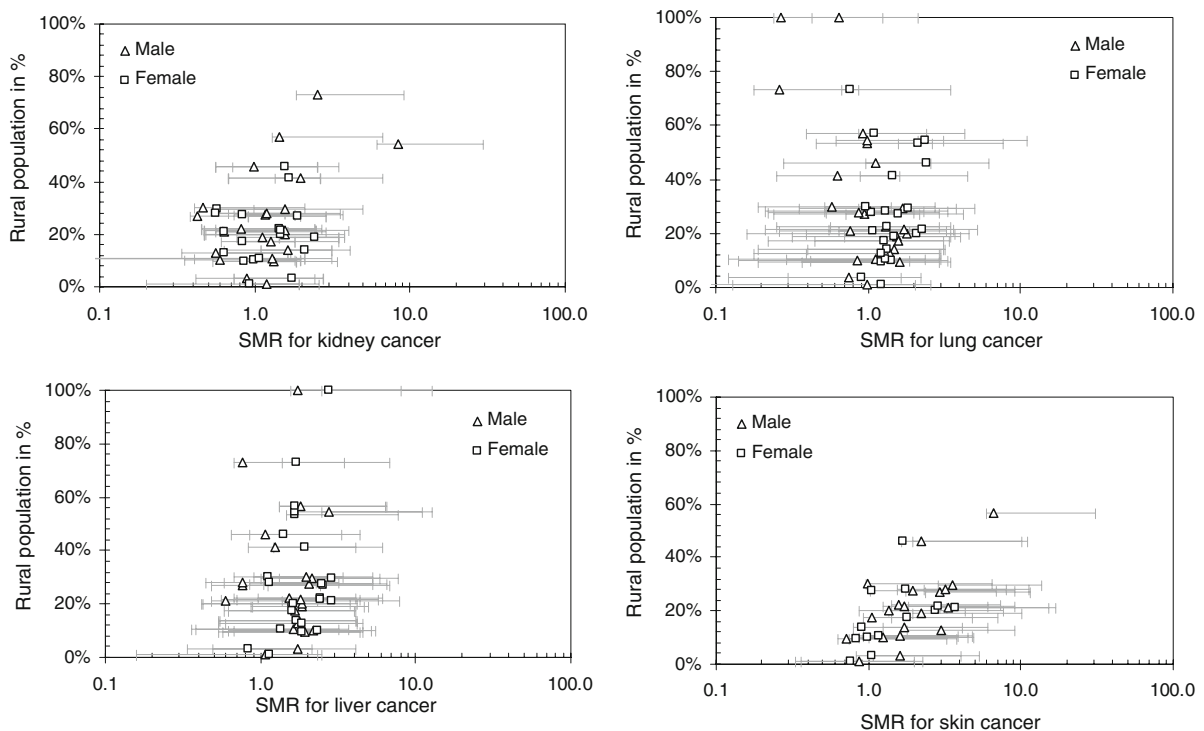 100%
80%
60%
40%
20%
0%
Rural population in %
Male
Female
0.1 1.0 10.0 100.0
SMR for kidney cancer
100%
80%
60%
40%
20%
0%
Rural population in %
Male
Female
0.1 1.0 10.0 100.0
SMR for lung cancer
100%
80%
60%
40%
20%
0%
Rural population in %
Male
Female
0.1 1.0 10.0 100.0
SMR for liver cancer
100%
80%
60%
40%
20%
0%
Rural population in %
Male
Female
0.1 1.0 10.0 100.0
SMR for skin cancer